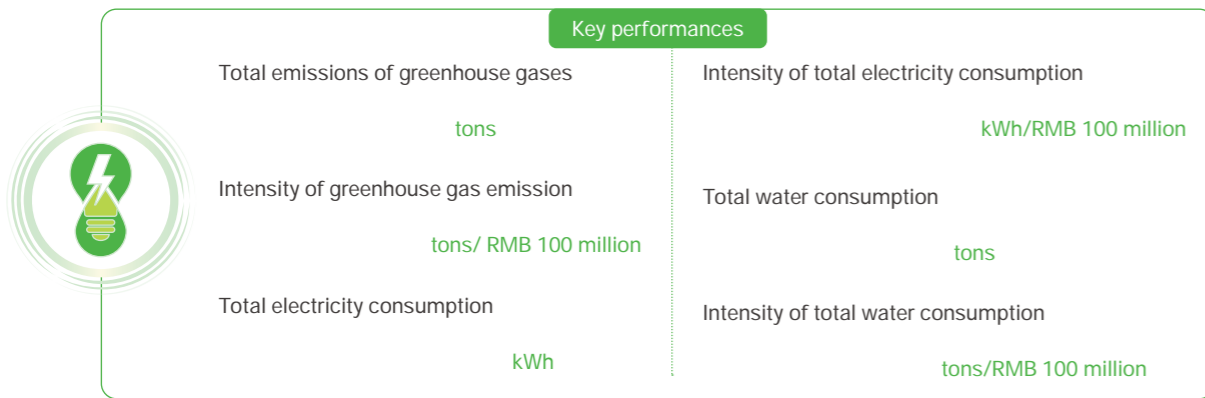 Key performances
Total emissions of greenhouse gases
tons
Intensity of greenhouse gas emission
tons/ RMB 100 million
Total electricity consumption
kWh
Intensity of total electricity consumption
kWh/RMB 100 million
Total water consumption
tons
Intensity of total water consumption
tons/RMB 100 million